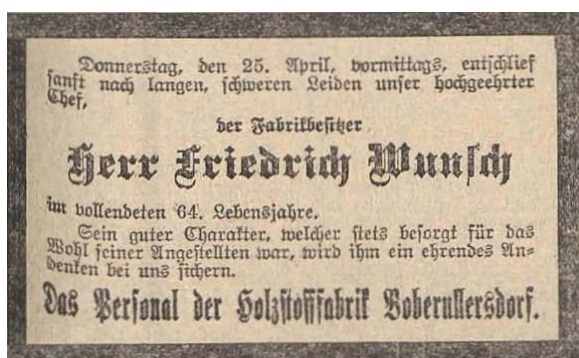 Donnerstag, den 25. April, vormittags, entschlief
sanft nach langen, schweren Leiden unser hochgeehrter
Chef,
der Fabrikbesitzer
Herr Friedrich Wunsch
im vollendeten 64. Lebensjahre.
Sein guter Charakter, welcher stets besorgt für das
Wohl seiner Angestellten war, wird ihm ein ehrendes An-
denken bei uns sichern.
Das Personal der Holzstofffabrik Boberullersdorf.